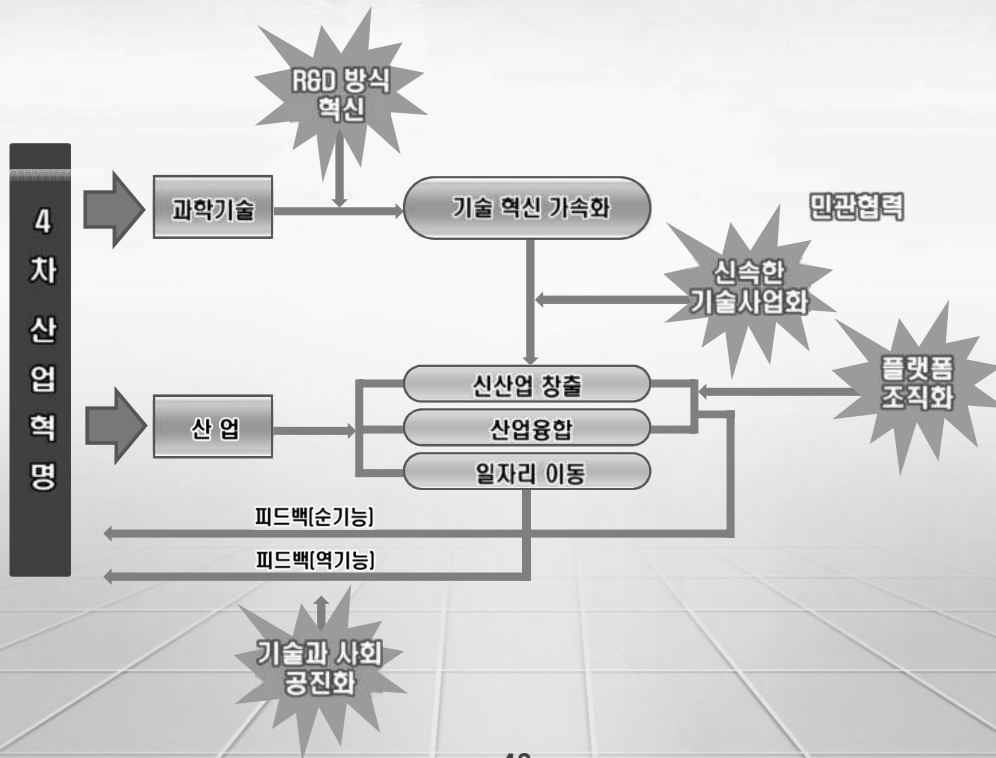 R&D 방식
혁신
4
차
산
업
혁
명
과학기술
기술 혁신 가속화
민관협력
신속한
기술사업화
플랫폼
조직화
신산업 창출
산 업
산업융합
일자리 이동
피드백(순기능)
피드백(역기능)
기술과 사회
공진화